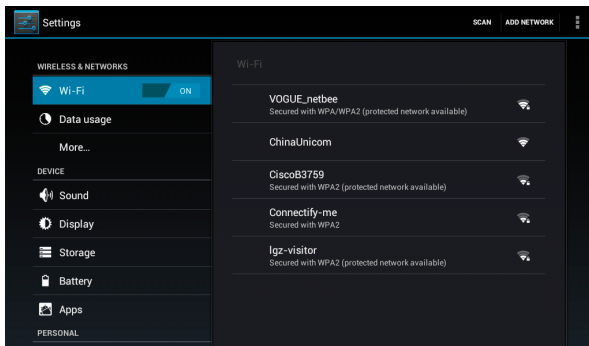 Settings
SCAN
ADD NETWORK
WIRELESS & NETWORKS
Wi-Fi
ON
Data usage
More...
DEVICE
Sound
Display
Storage
Battery
Apps
PERSONAL
Wi-Fi
VOGUE_netbee
Secured with WPA/WPA2 (protected network available)
ChinaUnicom
CiscoB3759
Secured with WPA2 (protected network available)
Connectify-me
Secured with WPA2
lgz-visitor
Secured with WPA2 (protected network available)